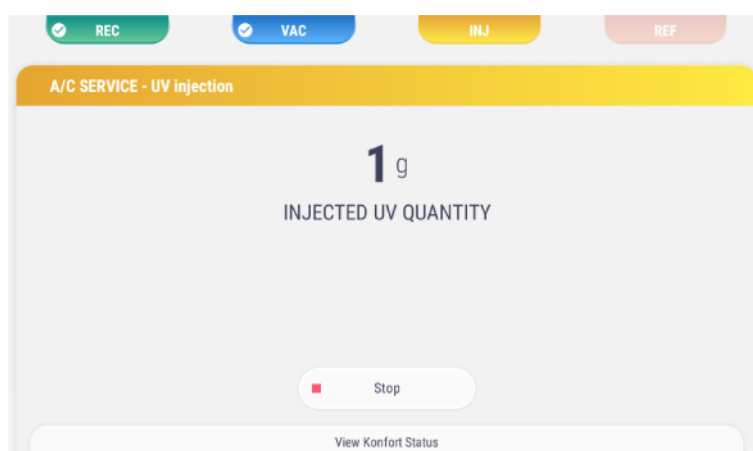 REC VAC INJ REF
A/C SERVICE - UV injection
1 g
INJECTED UV QUANTITY
Stop
View Konfort Status